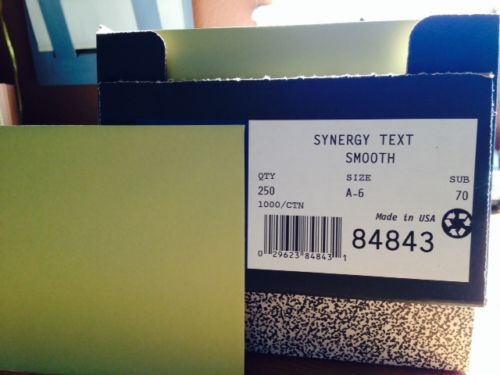 SYNERGY TEXT
SMOOTH
QTY SIZE SUB
250 A-6 70
1000/CTN
Made in USA
84843
0 29623 84843 1